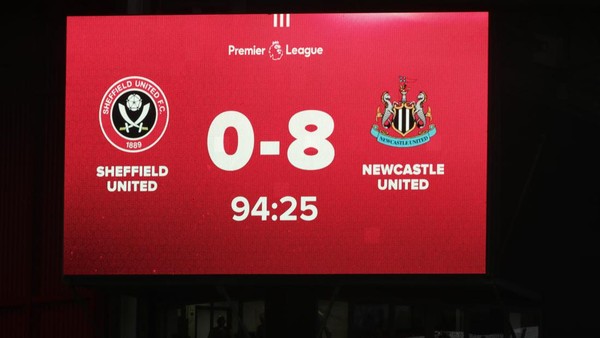 Premier League
SHEFFIELD UNITED F.C.
1889
0-8
NEWCASTLE UNITED
SHEFFIELD
UNITED
NEWCASTLE
UNITED
94:25